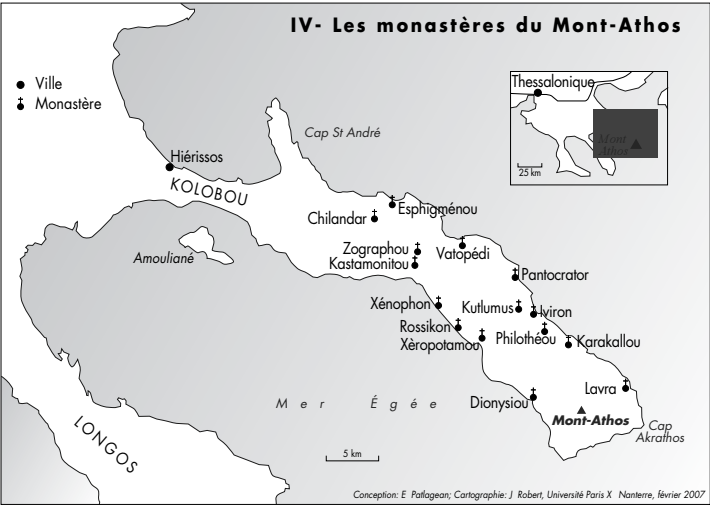 IV- Les monastères du Mont-Athos
Ville
Monastère
Thessalonique
Mont
Athos
25 km
Cap St André
Hiérissos
KOLOBOU
Esphigménou
Chilandar
Amouliané
Zographou
Kastamonitou
Vatopédi
Pantocrator
Xénophon
Kutlumus
Iviron
Rossikon
Xèropotamou
Philothéou
Karakallou
Lavra
Mer Égée
Dionysiou
Mont-Athos
Cap
Akrathos
LONGOS
5 km
Conception: E Patlagean; Cartographie: J Robert, Université Paris X Nanterre, février 2007